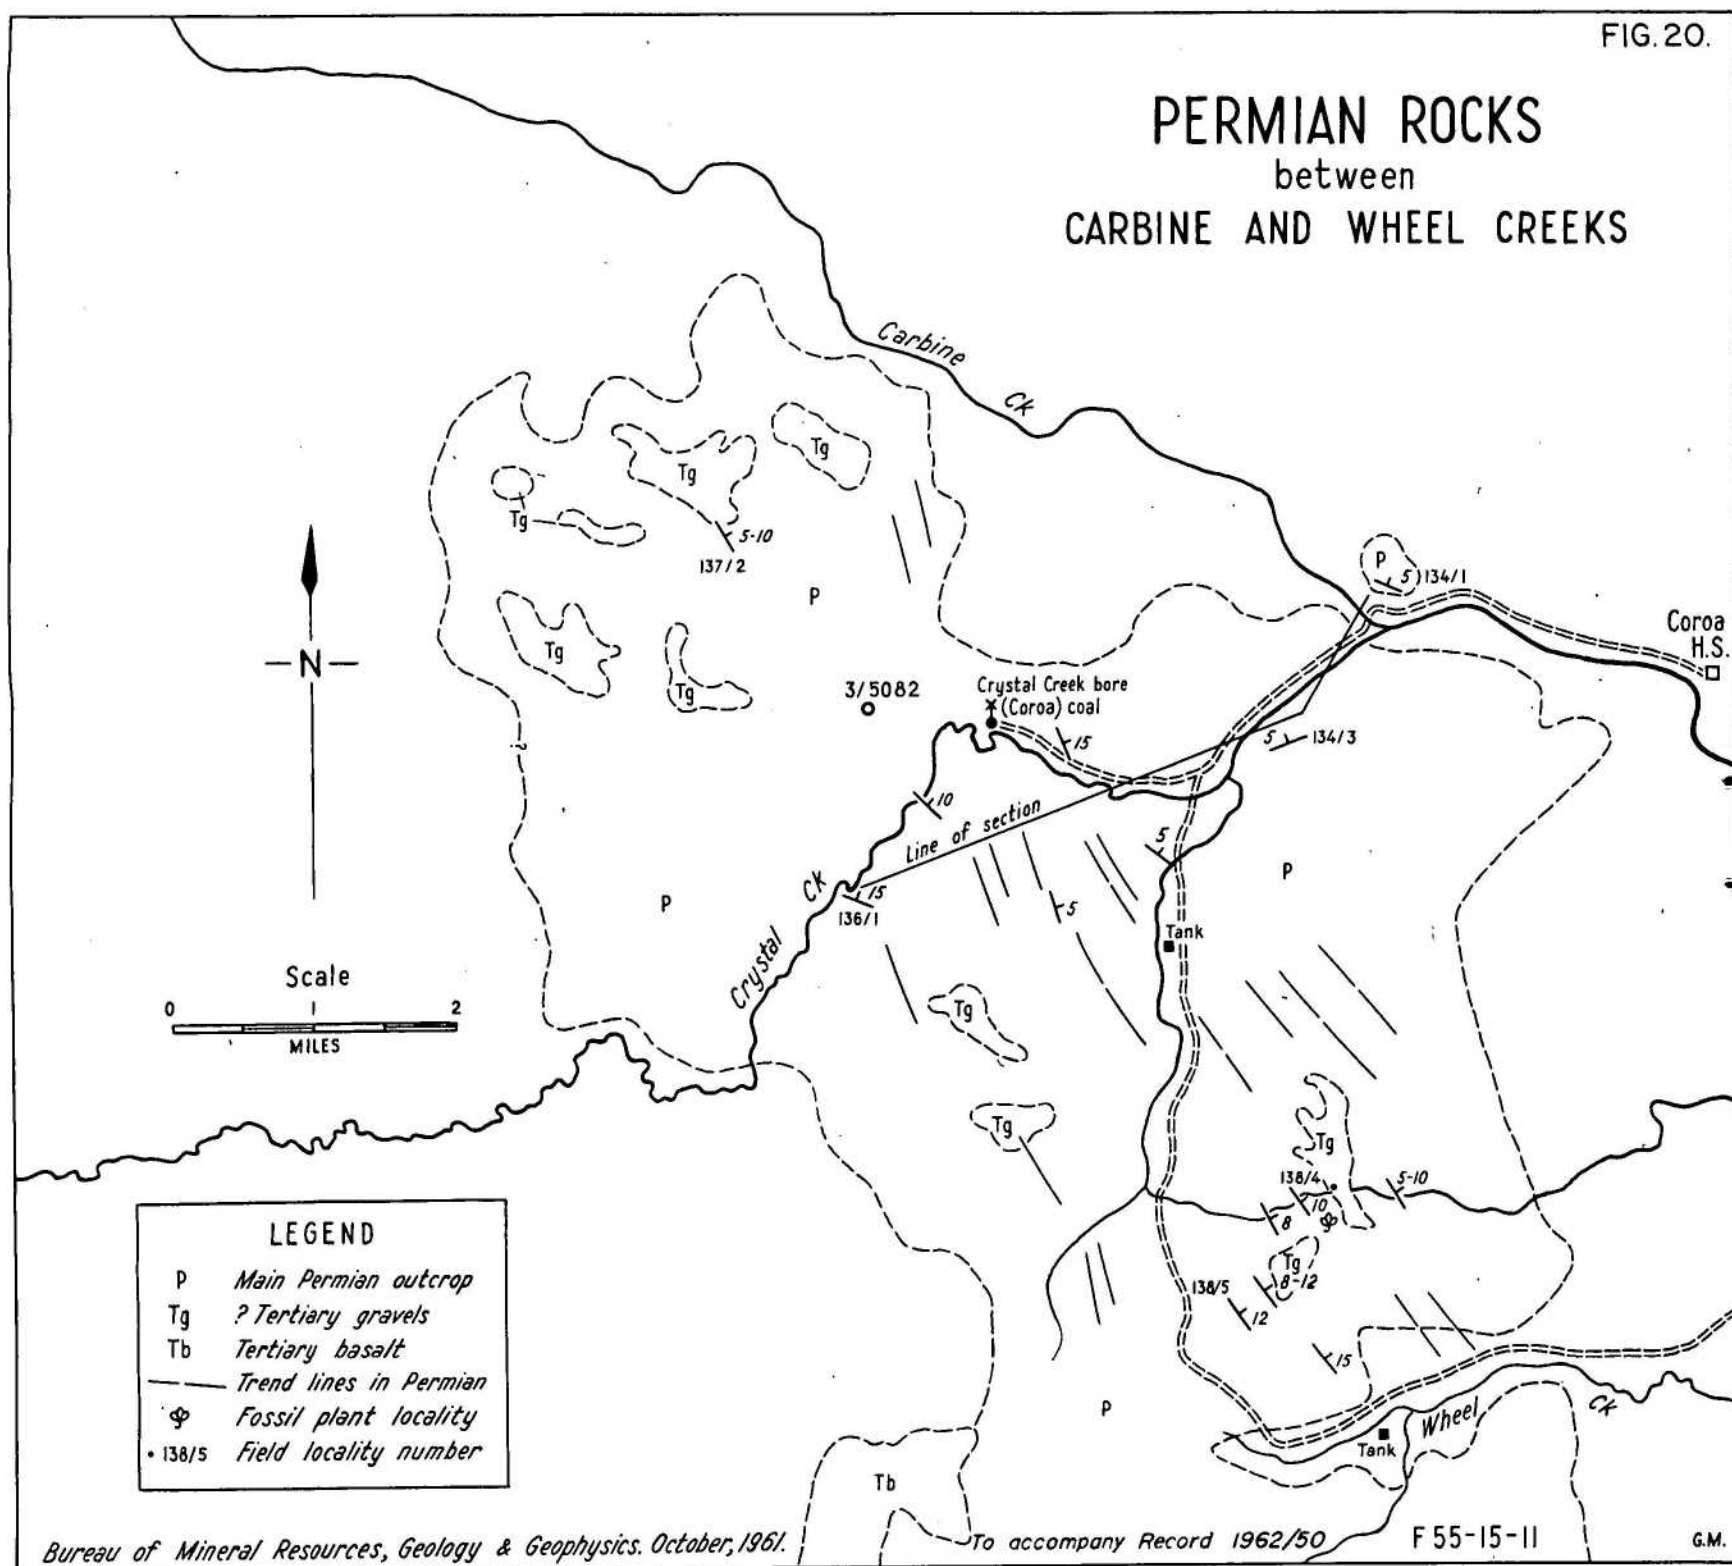 FIG. 20.
PERMIAN ROCKS
between
CARBINE AND WHEEL CREEKS
Carbine
Ck
Tg
Tg
Tg
5-10
137/2
P
P
5
134/1
Coroa
H.S.
N
Tg
Tg
3/5082
Crystal Creek bore
(Coroa) coal
15
5
134/3
10
Line of section
5
P
Ck
15
136/1
P
5
Tank
Crystal
Scale
0 1 2
MILES
Tg
Tg
Tg
138/4
5-10
10
8
Tg
8-12
138/5
12
15
P
Wheel
Ck
Tank
Tb
LEGEND
P Main Permian outcrop
Tg ? Tertiary gravels
Tb Tertiary basalt
Trend lines in Permian
Fossil plant locality
• 138/5 Field locality number
Bureau of Mineral Resources, Geology & Geophysics. October, 1961.
To accompany Record 1962/50
F 55-15-11
G.M.